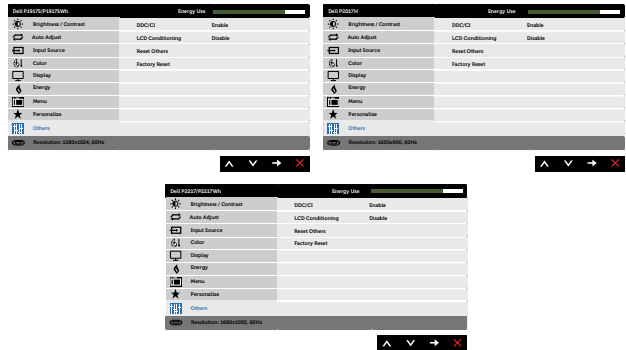 Dell P1917S/P1917SWh Energy Use
Brightness / Contrast DDC/CI Enable
Auto Adjust LCD Conditioning Disable
Input Source Reset Others
Color Factory Reset
Display
Energy
Menu
Personalize
Others
Resolution: 1280x1024, 60Hz
Dell P2017H Energy Use
Brightness / Contrast DDC/CI Enable
Auto Adjust LCD Conditioning Disable
Input Source Reset Others
Color Factory Reset
Display
Energy
Menu
Personalize
Others
Resolution: 1600x900, 60Hz
Dell P2217/P2217Wh Energy Use
Brightness / Contrast DDC/CI Enable
Auto Adjust LCD Conditioning Disable
Input Source Reset Others
Color Factory Reset
Display
Energy
Menu
Personalize
Others
Resolution: 1680x1050, 60Hz